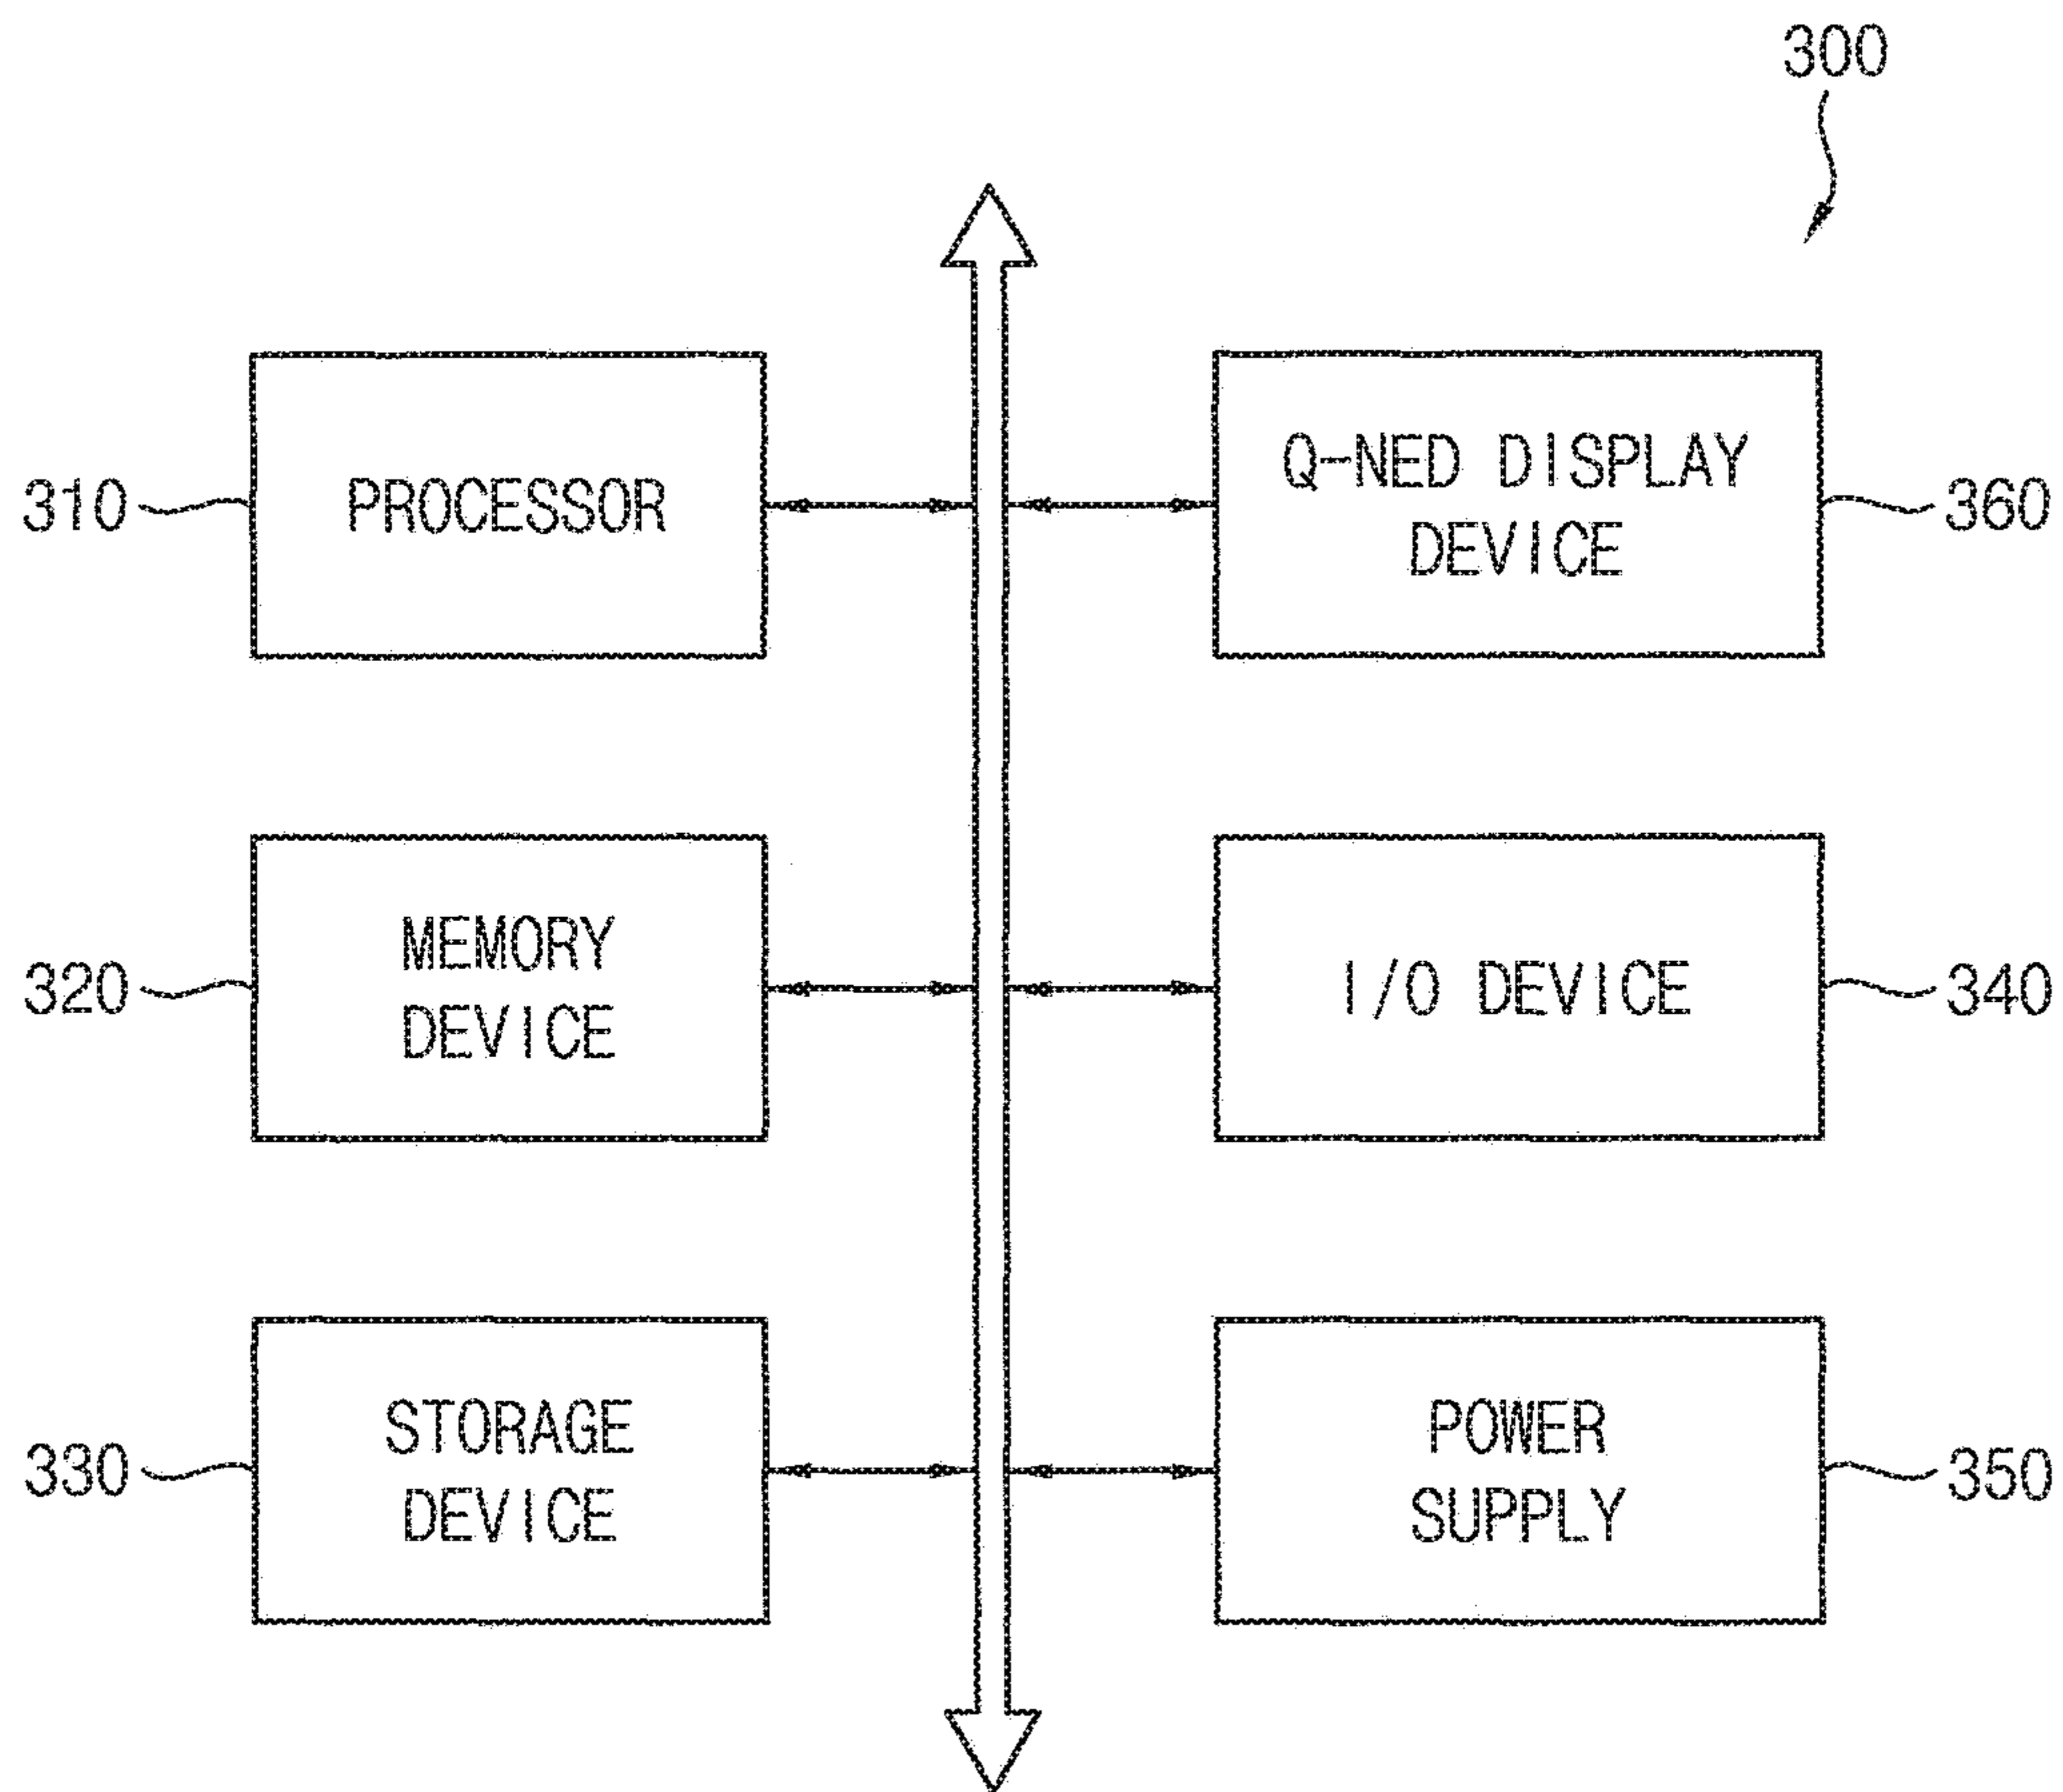 300
310
PROCESSOR
Q-NED DISPLAY
DEVICE
360
320
MEMORY
DEVICE
I/O DEVICE
340
330
STORAGE
DEVICE
POWER
SUPPLY
350